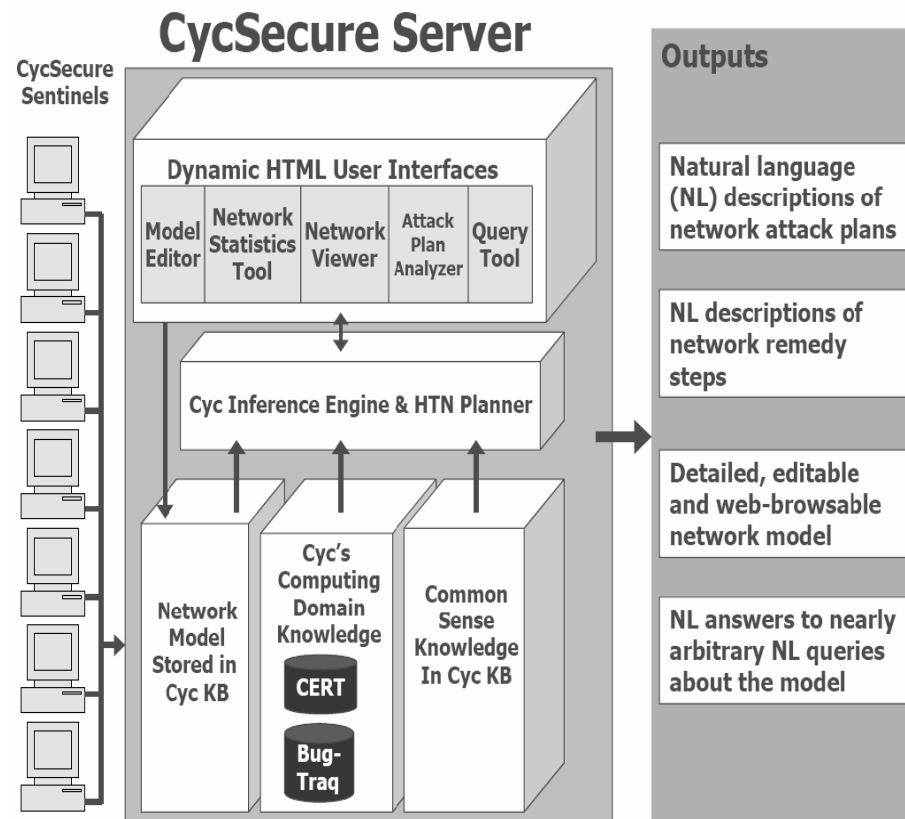 CycSecure Server
CycSecure
Sentinels
Dynamic HTML User Interfaces
Model
Editor
Network
Statistics
Tool
Network
Viewer
Attack
Plan
Analyzer
Query
Tool
Cyc Inference Engine & HTN Planner
Network
Model
Stored in
Cyc KB
Cyc's
Computing
Domain
Knowledge
CERT
Bug-
Traq
Common
Sense
Knowledge
In Cyc KB
Outputs
Natural language
(NL) descriptions of
network attack plans
NL descriptions of
network remedy
steps
Detailed, editable
and web-browsable
network model
NL answers to nearly
arbitrary NL queries
about the model